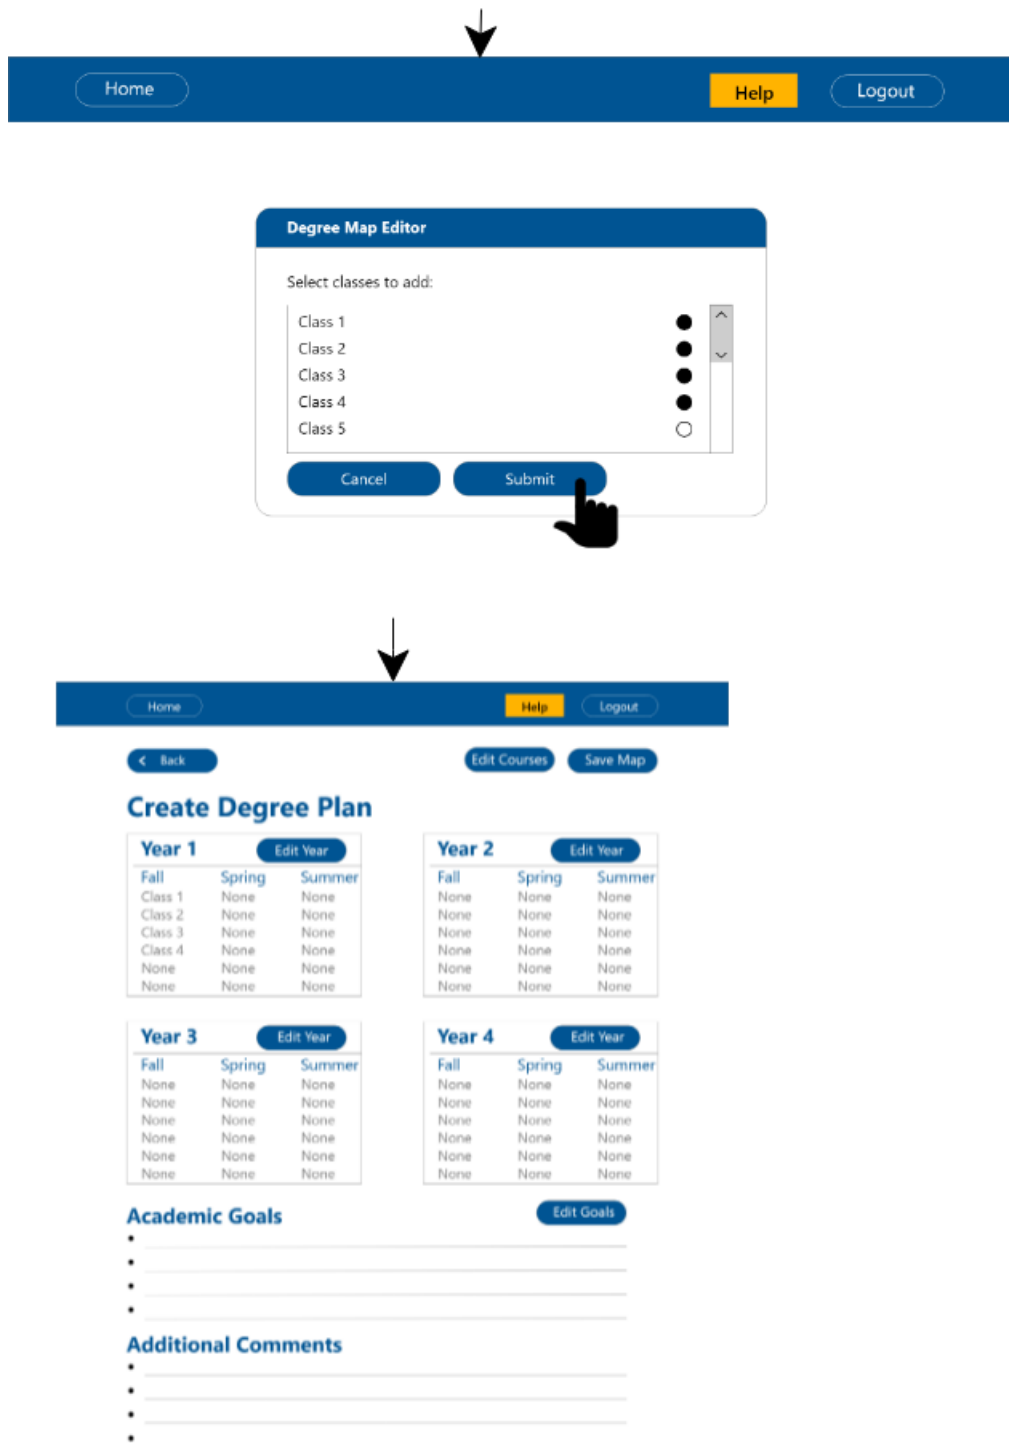 Home Help Logout
Degree Map Editor
Select classes to add:
Class 1
Class 2
Class 3
Class 4
Class 5
Cancel Submit
Home Help Logout
Back Edit Courses Save Map
Create Degree Plan
Year 1 Edit Year
Fall Spring Summer
Class 1 None None
Class 2 None None
Class 3 None None
Class 4 None None
None None None
None None None
Year 2 Edit Year
Fall Spring Summer
None None None
None None None
None None None
None None None
None None None
None None None
Year 3 Edit Year
Fall Spring Summer
None None None
None None None
None None None
None None None
None None None
None None None
Year 4 Edit Year
Fall Spring Summer
None None None
None None None
None None None
None None None
None None None
None None None
Academic Goals Edit Goals
Additional Comments